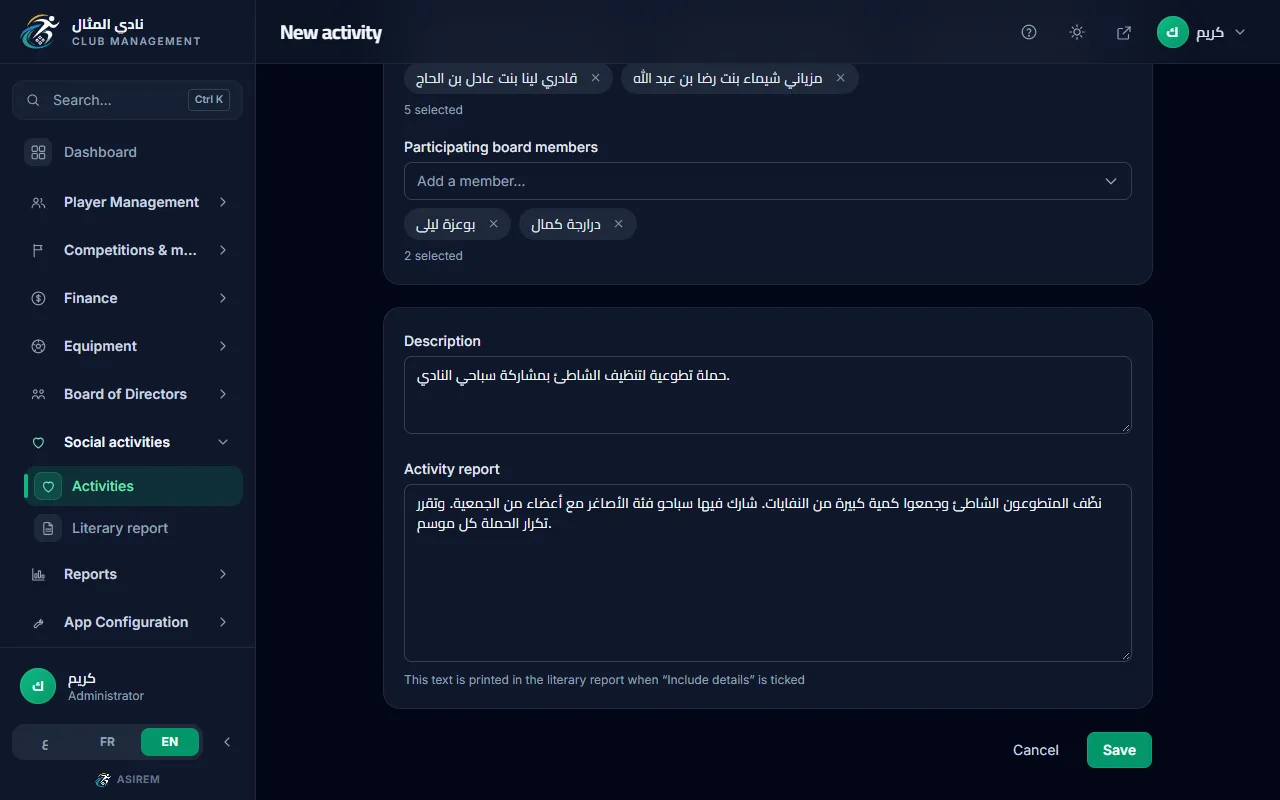 نادي المثال
CLUB MANAGEMENT
Search...
Ctrl K
Dashboard
Player Management
Competitions & m...
Finance
Equipment
Board of Directors
Social activities
Activities
Literary report
Reports
App Configuration
ك
كريم
Administrator
ع
FR
EN
ASIREM
New activity
ك
كريم
قادري لينا بنت عادل بن الحاج ×
مزياني شيماء بنت رضا بن عبد الله ×
5 selected
Participating board members
Add a member...
بوعزة ليلى ×
درارجة كمال ×
2 selected
Description
حملة تطوعية لتنظيف الشاطئ بمشاركة سباحي النادي.
Activity report
نظّف المتطوعون الشاطئ وجمعوا كمية كبيرة من النفايات. شارك فيها سباحو فئة الأصاغر مع أعضاء من الجمعية. وتقرر
تكرار الحملة كل موسم.
This text is printed in the literary report when “Include details” is ticked
Cancel
Save